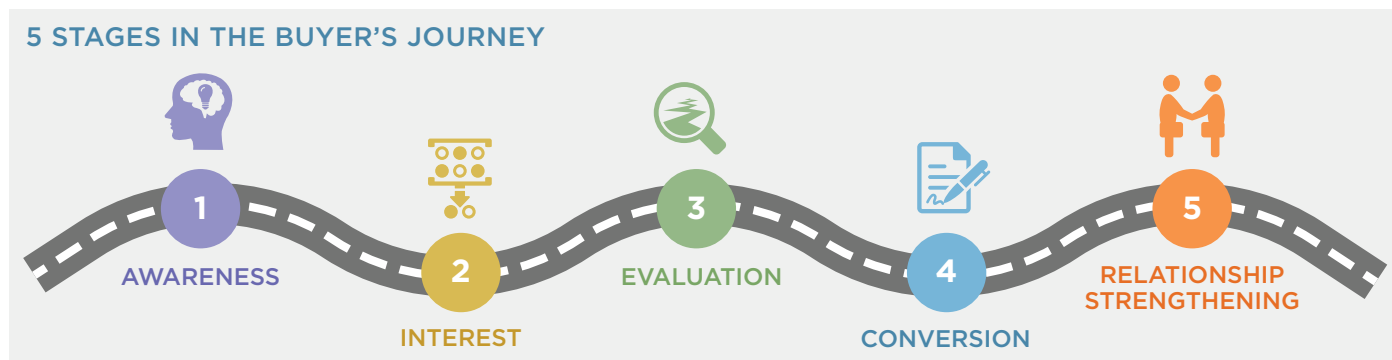 5 STAGES IN THE BUYER'S JOURNEY
1
AWARENESS
2
INTEREST
3
EVALUATION
4
CONVERSION
5
RELATIONSHIP
STRENGTHENING